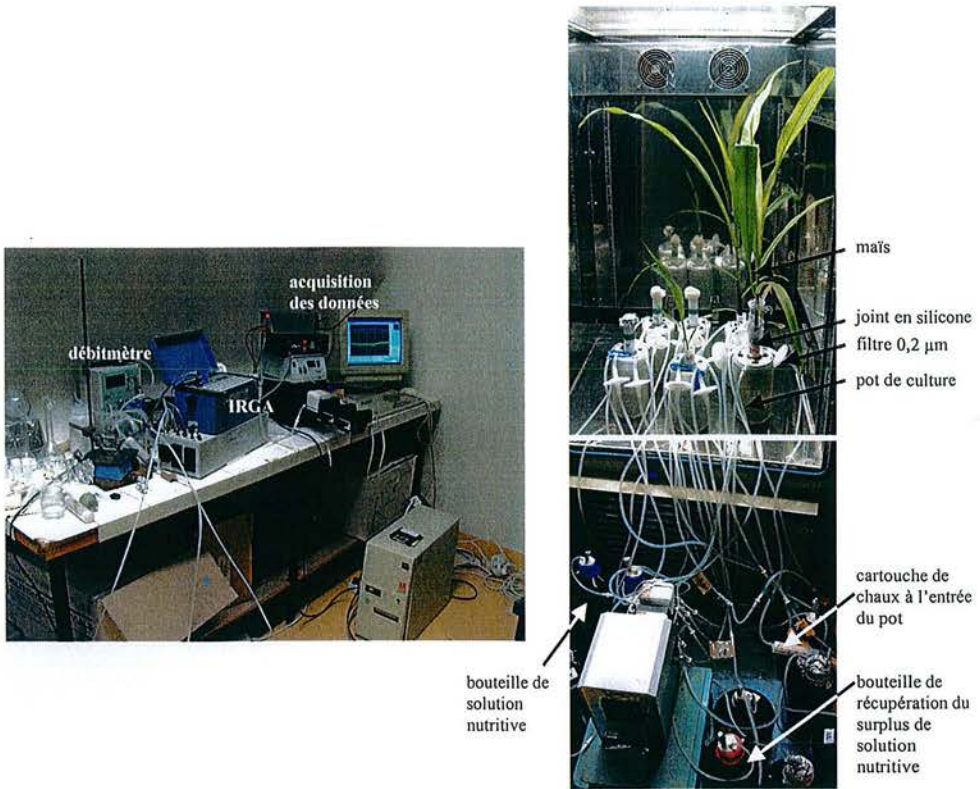 acquisition
des données
débitmètre
IRGA
maïs
joint en silicone
filtre 0,2 µm
pot de culture
cartouche de
chaux à l'entrée
du pot
bouteille de
solution
nutritive
bouteille de
récupération du
surplus de
solution
nutritive